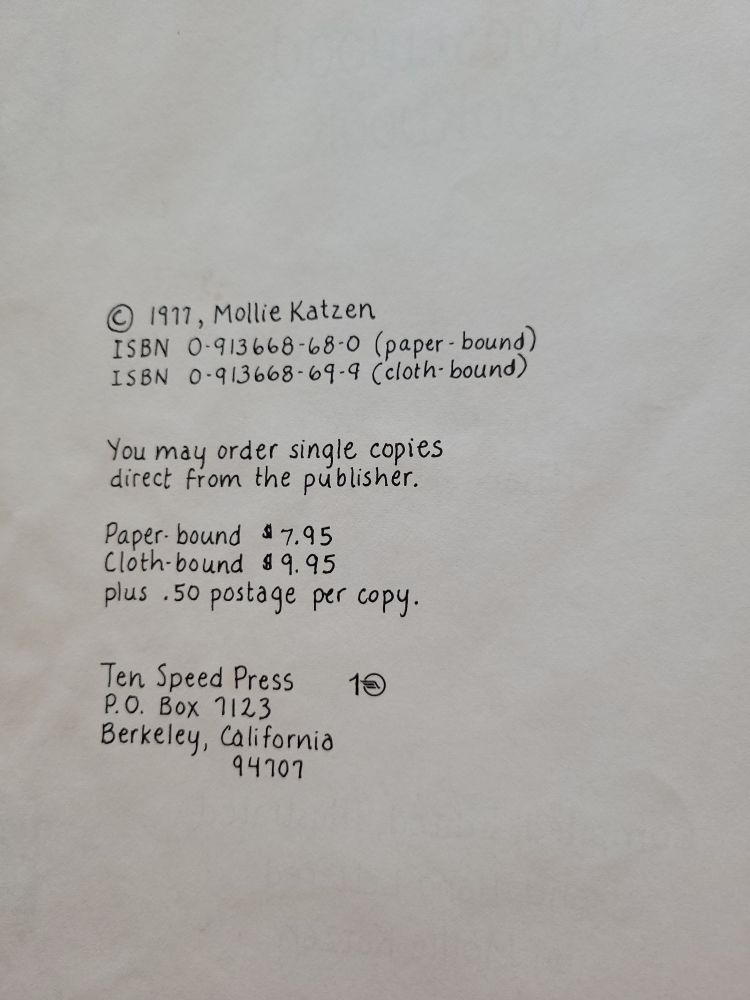 © 1977, Mollie Katzen
ISBN 0-913668-68-0 (paper-bound)
ISBN 0-913668-69-9 (cloth-bound)
You may order single copies
direct from the publisher.
Paper-bound $7.95
Cloth-bound $9.95
plus .50 postage per copy.
Ten Speed Press 10
P.O. Box 7123
Berkeley, California
94707